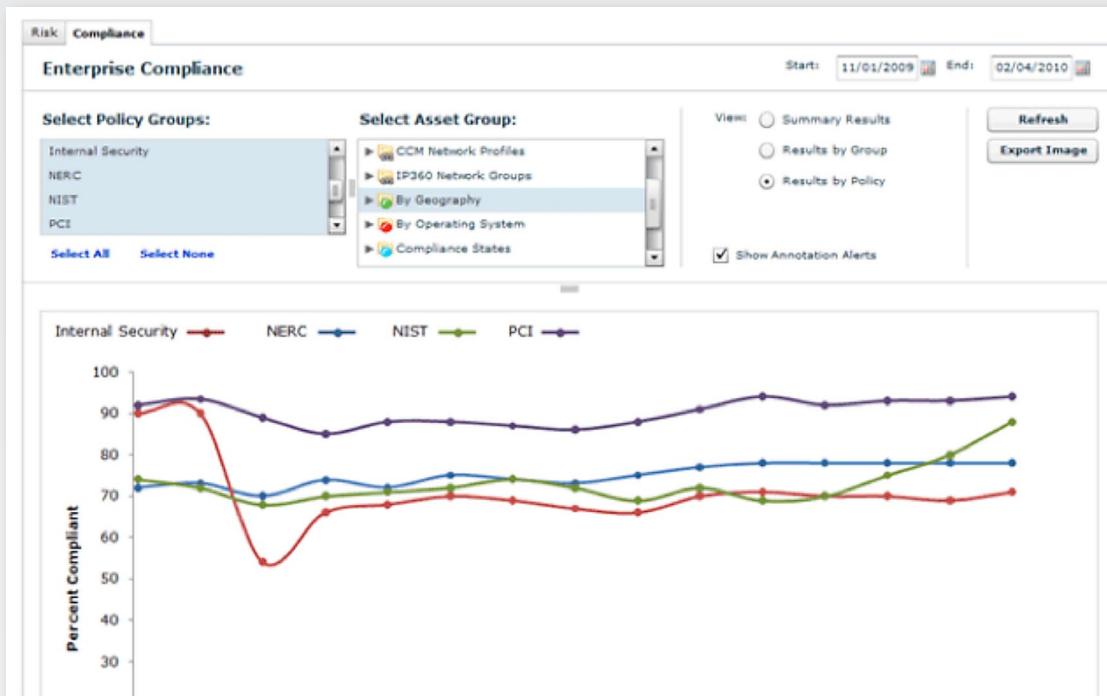 Risk Compliance
Enterprise Compliance
Start: 11/01/2009 End: 02/04/2010
Select Policy Groups:
Internal Security
NERC
NIST
PCI
Select All Select None
Select Asset Group:
CCM Network Profiles
IP360 Network Groups
By Geography
By Operating System
Compliance States
View: Summary Results
Results by Group
Results by Policy
Show Annotation Alerts
Refresh
Export Image
Internal Security NERC NIST PCI
Percent Compliant
100
90
80
70
60
50
40
30